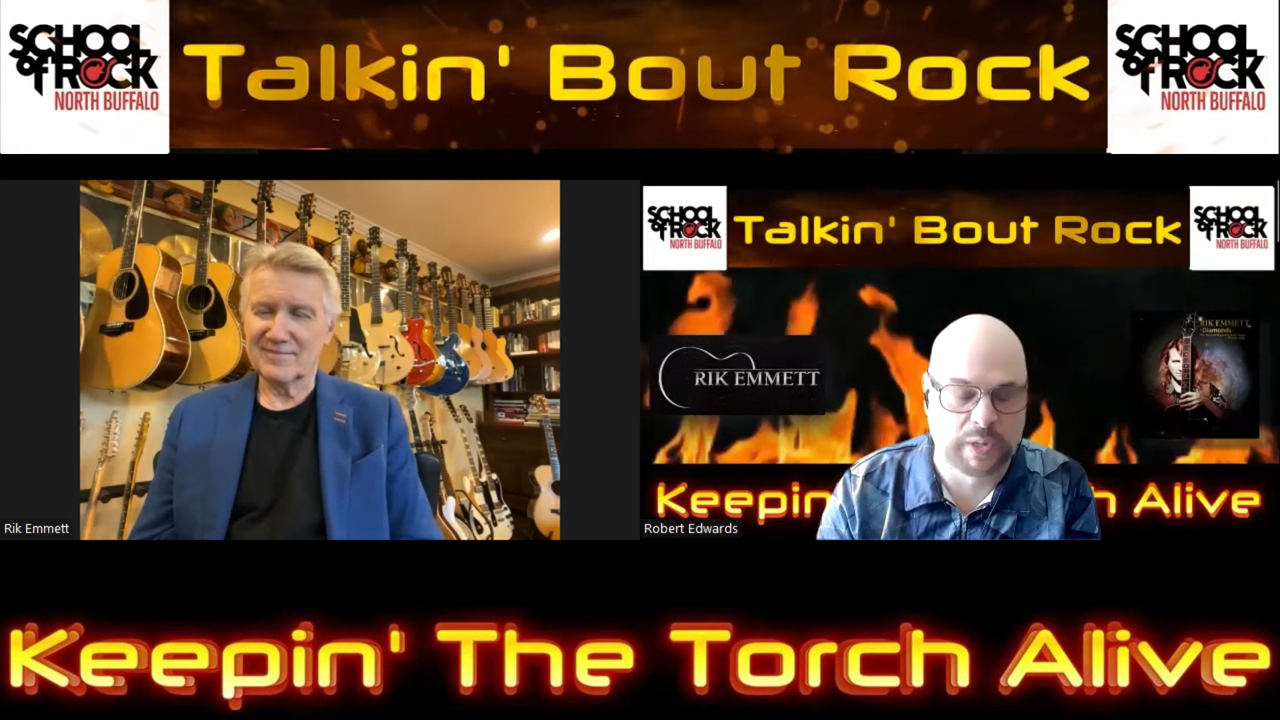 SCHOOL
OF ROCK
NORTH BUFFALO
Talkin' Bout Rock
SCHOOL
OF ROCK
NORTH BUFFALO
SCHOOL
OF ROCK
NORTH BUFFALO
Talkin' Bout Rock
SCHOOL
OF ROCK
NORTH BUFFALO
RIK EMMETT
RIK EMMETT
Diamonds
Keepin
h Alive
Rik Emmett
Robert Edwards
Keepin' The Torch Alive